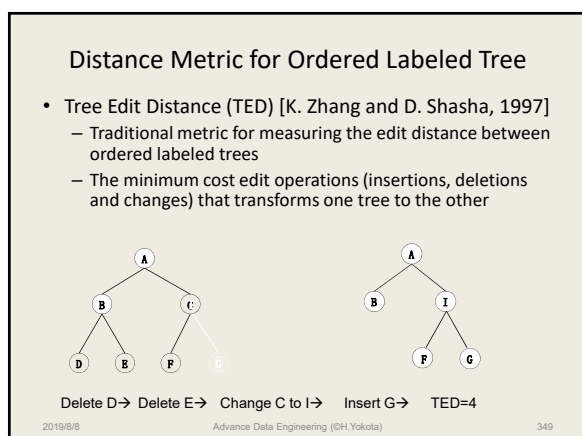 Distance Metric for Ordered Labeled Tree
• Tree Edit Distance (TED) [K. Zhang and D. Shasha, 1997]
– Traditional metric for measuring the edit distance between
ordered labeled trees
– The minimum cost edit operations (insertions, deletions
and changes) that transforms one tree to the other
A A
B C B I
D E F G F G
Delete D→ Delete E→ Change C to I→ Insert G→ TED=4
2019/8/8 Advance Data Engineering (©H.Yokota) 349